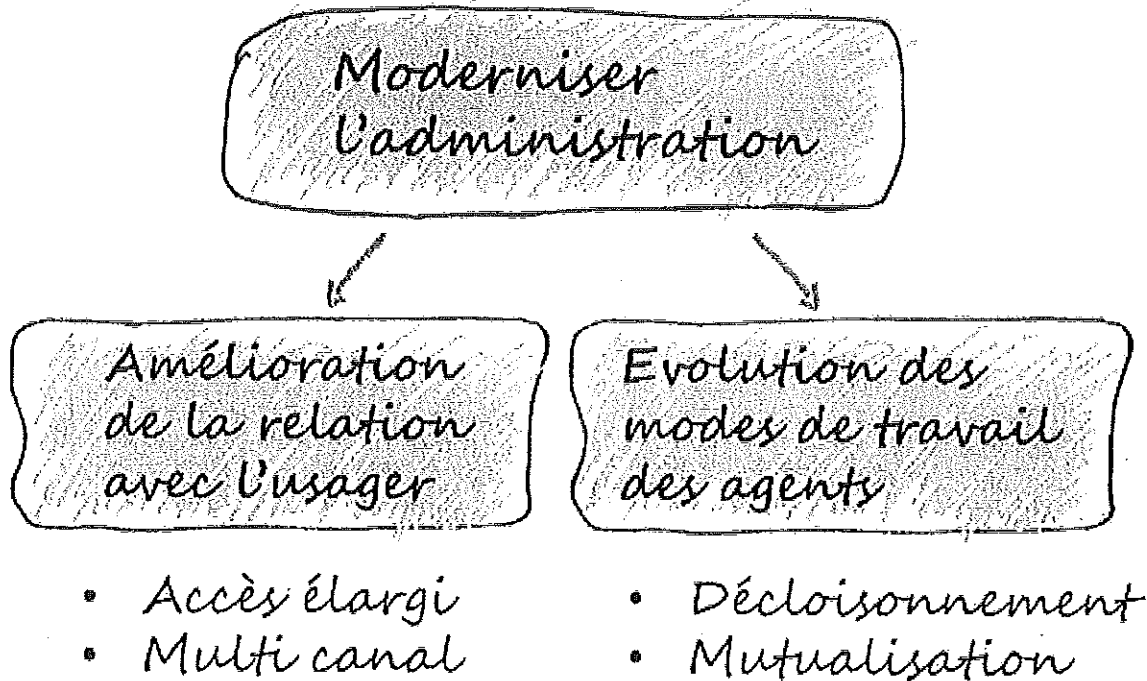 Moderniser
l'administration
Amélioration
de la relation
avec l'usager
Evolution des
modes de travail
des agents
• Accès élargi
• Multi canal
• Décloisonnement
• Mutualisation